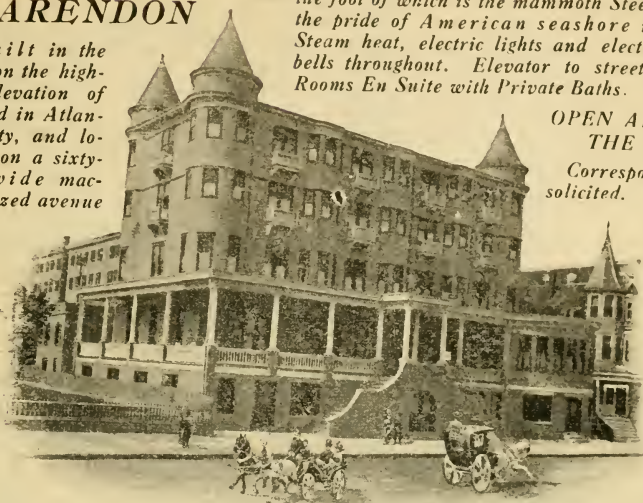 ARENDON
ilt in the
on the high-
levation of
d in Atlan-
ty, and lo-
on a sixty-
vide mac-
zed avenue
the foot of which is the mammoth Stee
the pride of American seashore
Steam heat, electric lights and elect
bells throughout. Elevator to street
Rooms En Suite with Private Baths.
OPEN A
THE
Correspo
solicited.